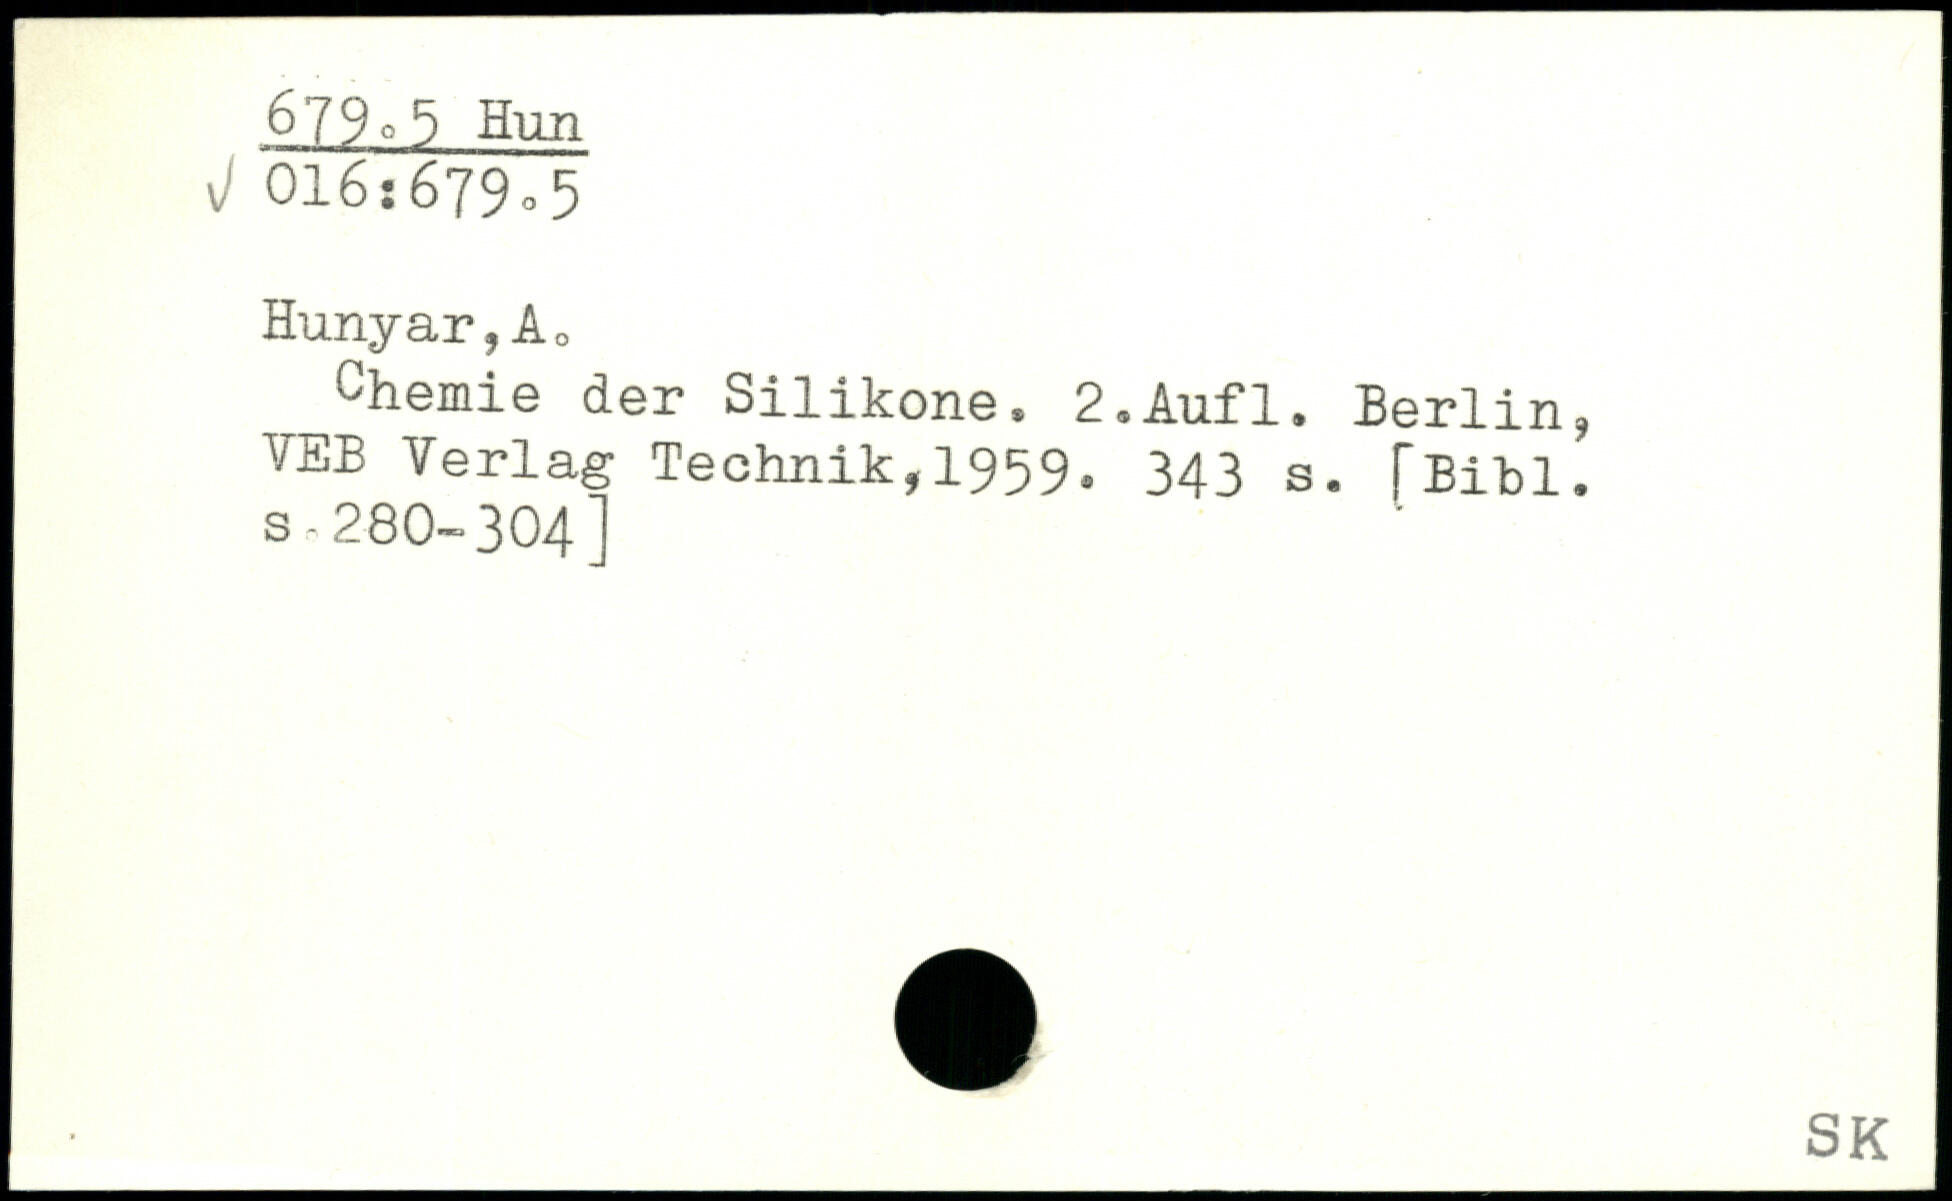 679.5 Hun
016:679.5
Hunyar,A.
Chemie der Silikone. 2.Aufl. Berlin,
VEB Verlag Technik,1959. 343 s. [Bibl.
s.280-304]
SK